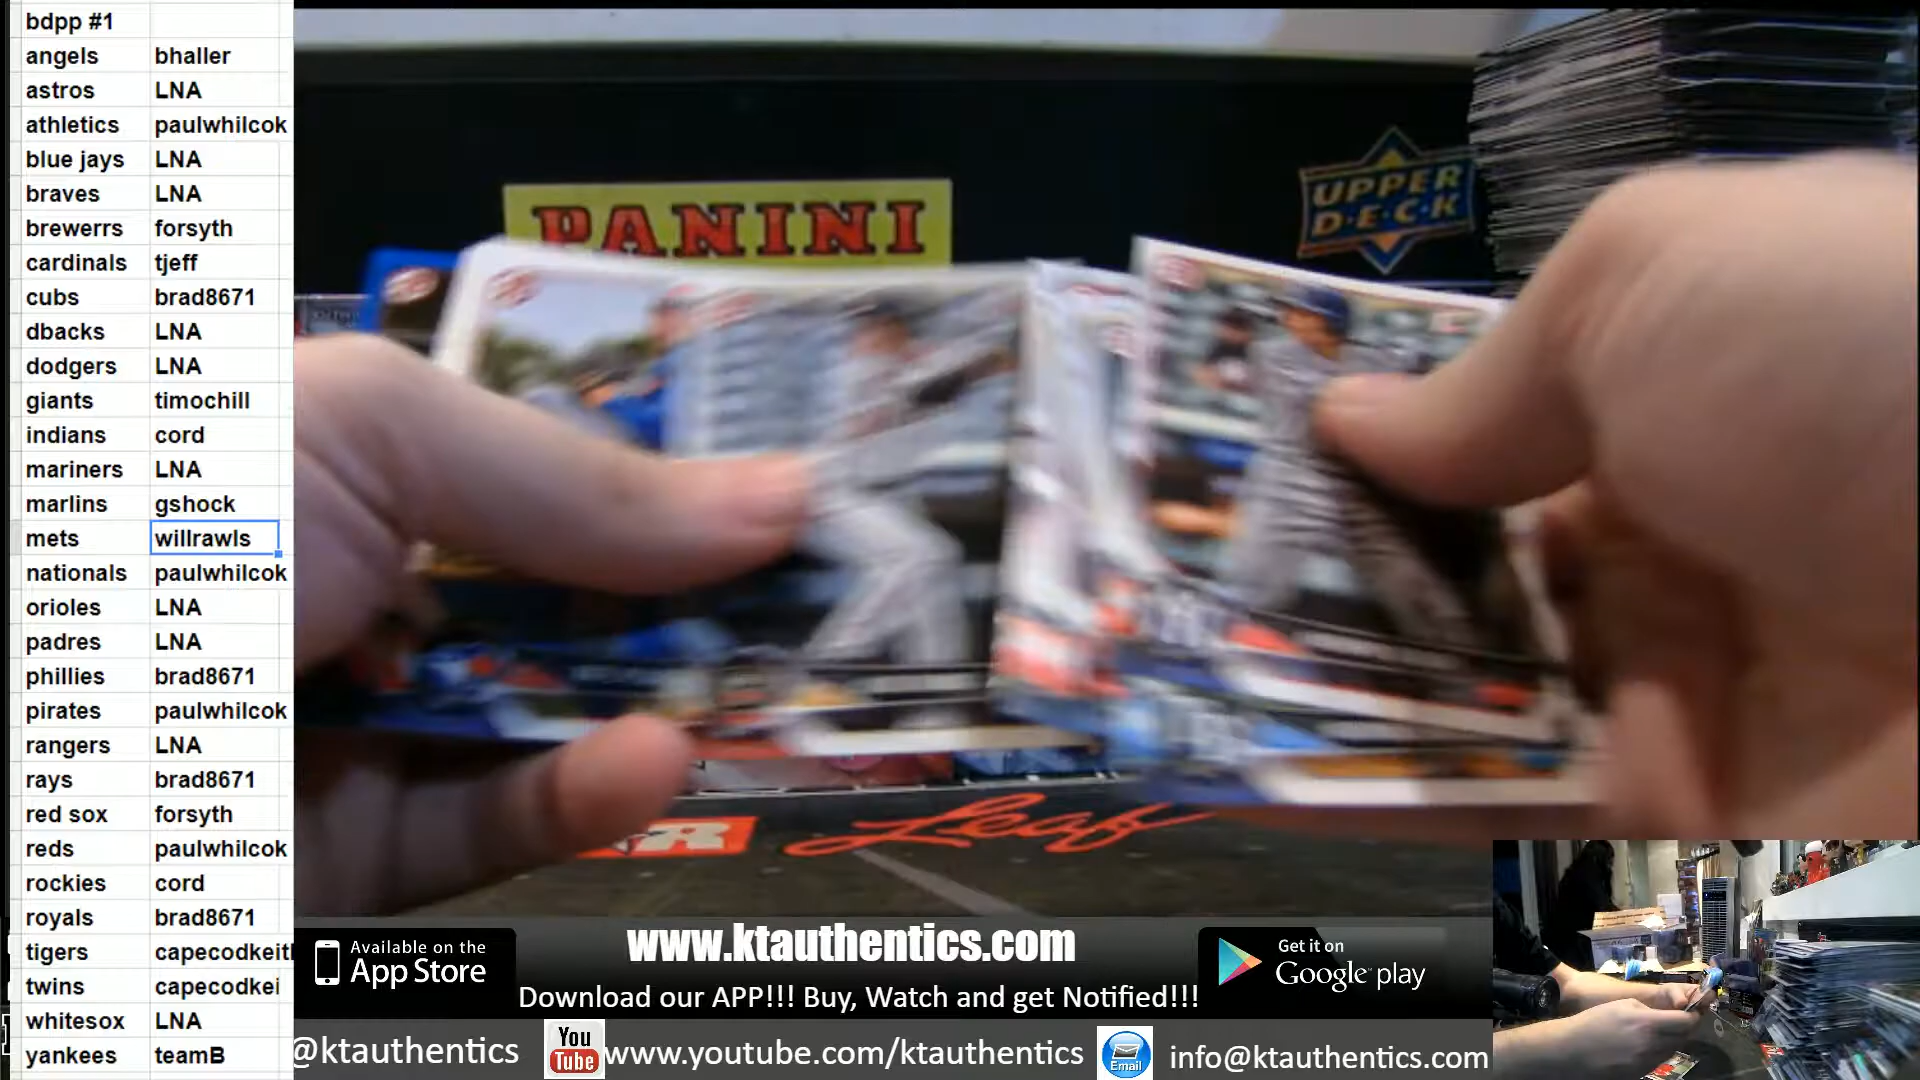 bdpp #1
angels bhaller
astros LNA
athletics paulwhilcok
blue jays LNA
braves LNA
brewerrs forsyth
cardinals tjeff
cubs brad8671
dbacks LNA
dodgers LNA
giants timochill
indians cord
mariners LNA
marlins gshock
mets willrawls
nationals paulwhilcok
orioles LNA
padres LNA
phillies brad8671
pirates paulwhilcok
rangers LNA
rays brad8671
red sox forsyth
reds paulwhilcok
rockies cord
royals brad8671
tigers capecodkeith
twins capecodkei
whitesox LNA
yankees teamB
PANINI
UPPER
D·E·C·K
Leaf
Available on the
App Store
www.ktauthentics.com
Download our APP!!! Buy, Watch and get Notified!!!
Get it on
Google play
@ktauthentics
You
Tube
www.youtube.com/ktauthentics
Email
info@ktauthentics.com